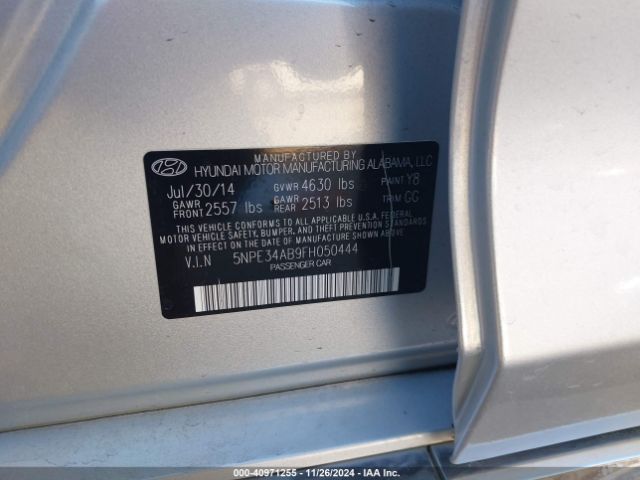 MANUFACTURED BY
HYUNDAI MOTOR MANUFACTURING ALABAMA, LLC
Jul/30/14 GVWR 4630 lbs PAINT Y8
GAWR FRONT 2557 lbs GAWR REAR 2513 lbs TRIM GG
THIS VEHICLE CONFORMS TO ALL APPLICABLE U.S.A. FEDERAL
MOTOR VEHICLE SAFETY, BUMPER, AND THEFT PREVENTION
STANDARDS IN EFFECT ON THE DATE OF MANUFACTURE SHOWN ABOVE.
V.I.N 5NPE34AB9FH050444
PASSENGER CAR
500 - 40971255 - 11/26/2024 - IAA Inc.